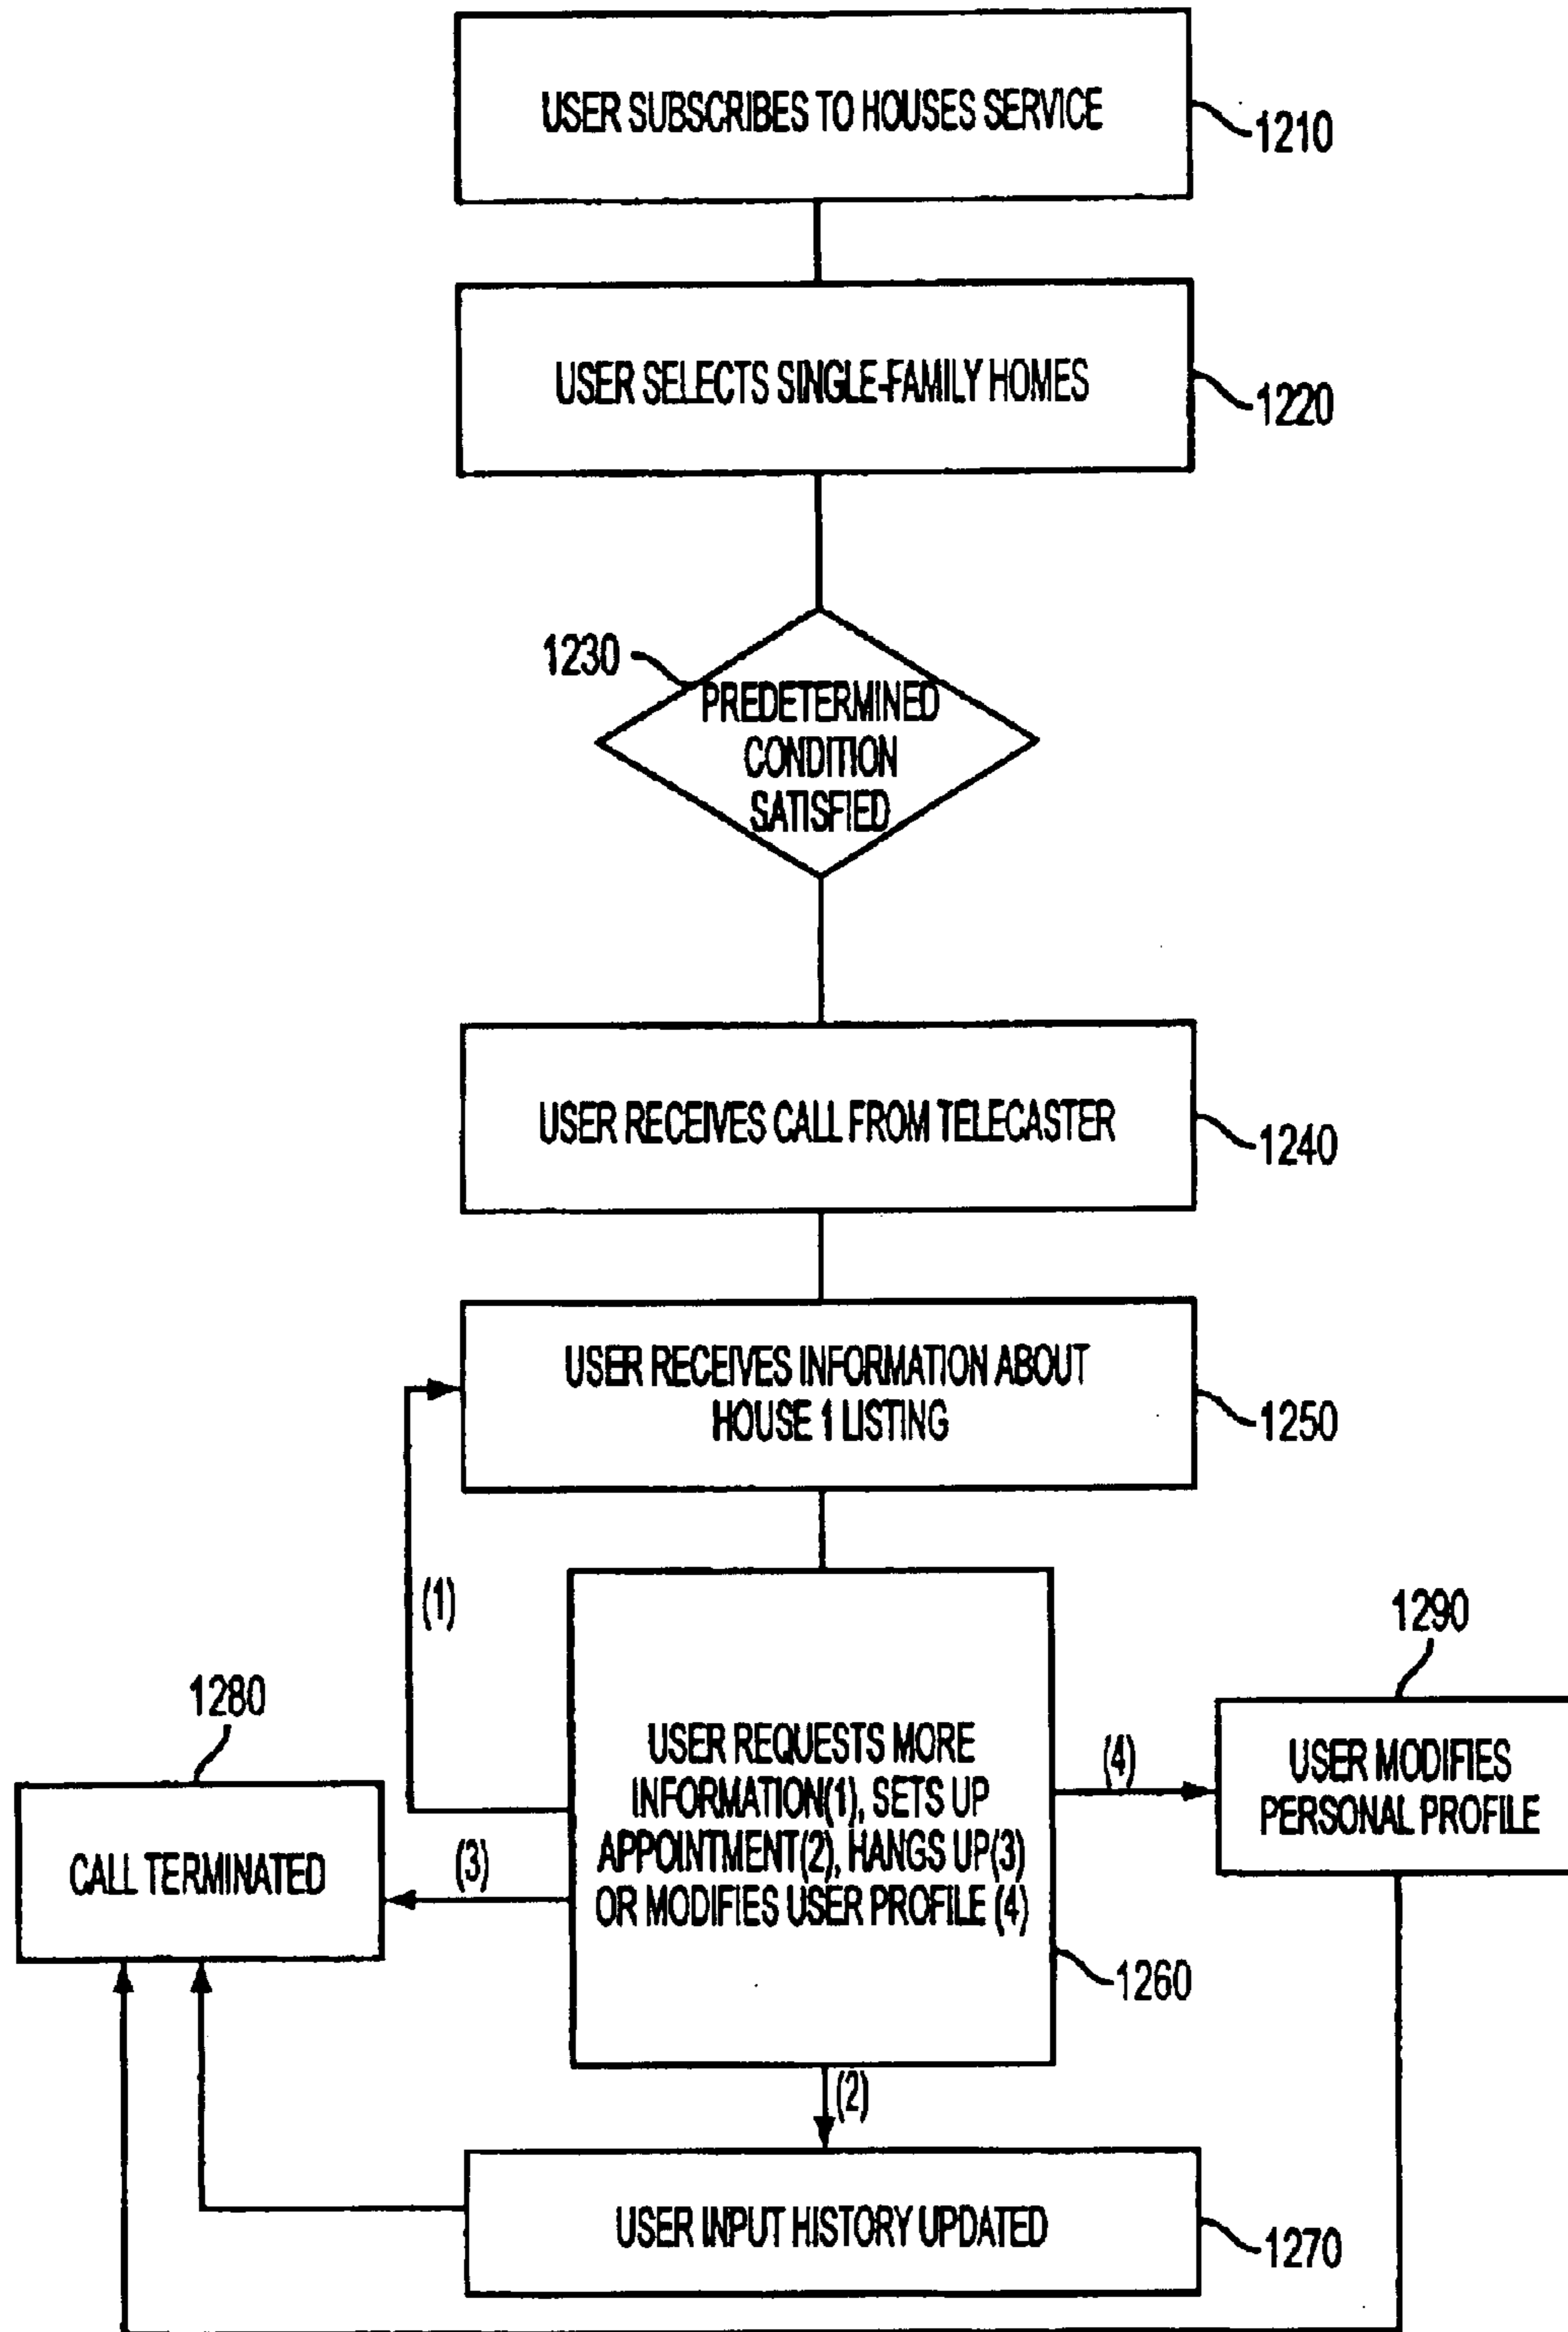 USER SUBSCRIBES TO HOUSES SERVICE
1210
USER SELECTS SINGLE-FAMILY HOMES
1220
1230
PREDETERMINED
CONDITION
SATISFIED
USER RECEIVES CALL FROM TELECASTER
1240
USER RECEIVES INFORMATION ABOUT
HOUSE 1 LISTING
1250
(1)
1280
CALL TERMINATED
(3)
USER REQUESTS MORE
INFORMATION(1), SETS UP
APPOINTMENT(2), HANGS UP(3)
OR MODIFIES USER PROFILE (4)
1260
(4)
1290
USER MODIFIES
PERSONAL PROFILE
(2)
USER INPUT HISTORY UPDATED
1270